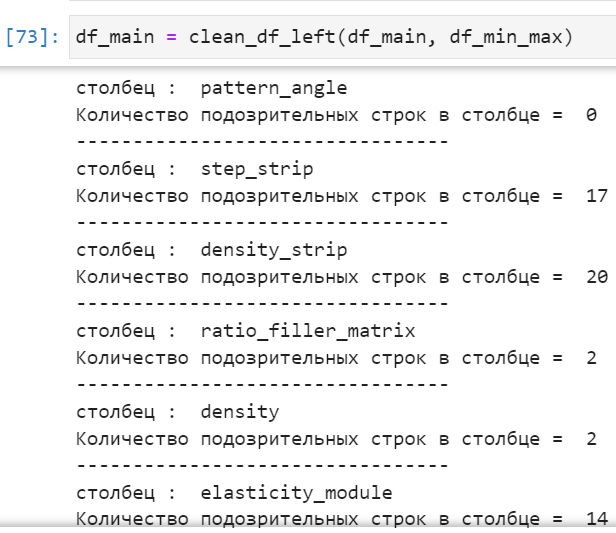 [73]: df_main = clean_df_left(df_main, df_min_max)
столбец :  pattern_angle
Количество подозрительных строк в столбце =  0
----------------------------------
столбец :  step_strip
Количество подозрительных строк в столбце =  17
----------------------------------
столбец :  density_strip
Количество подозрительных строк в столбце =  20
----------------------------------
столбец :  ratio_filler_matrix
Количество подозрительных строк в столбце =  2
----------------------------------
столбец :  density
Количество подозрительных строк в столбце =  2
----------------------------------
столбец :  elasticity_module
Количество подозрительных строк в столбце =  14